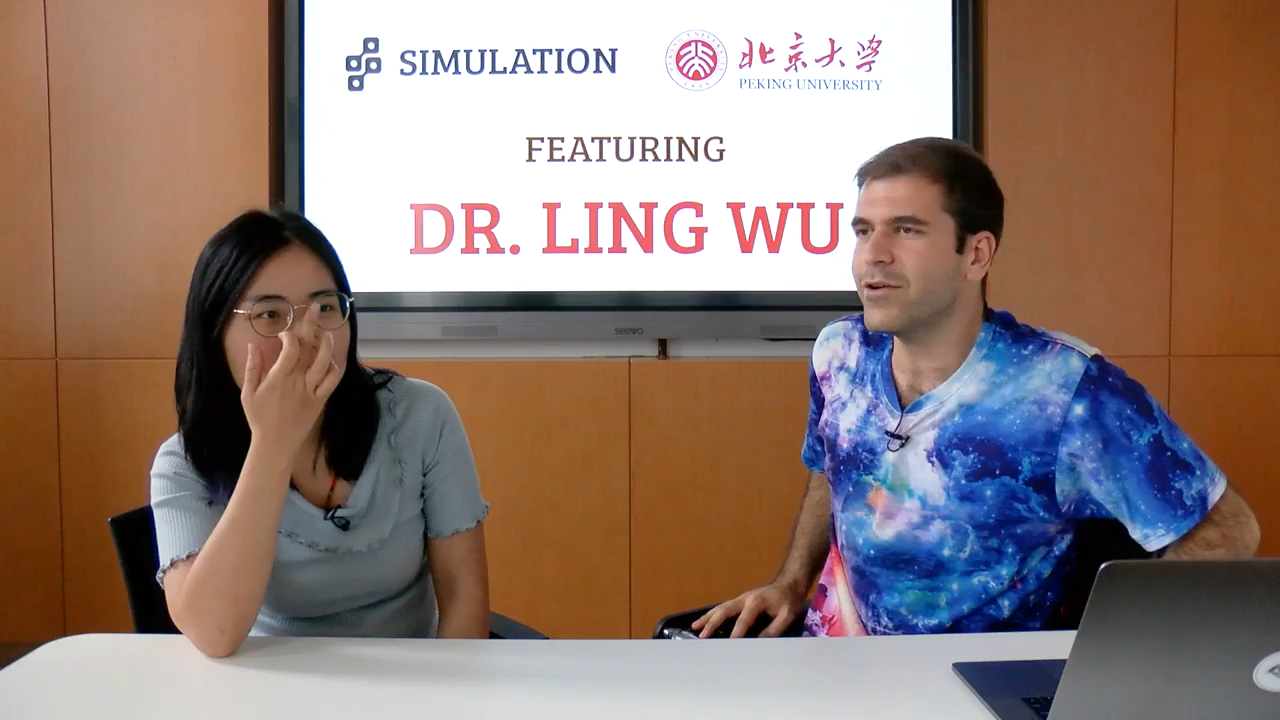 SIMULATION
北京大学
PEKING UNIVERSITY
FEATURING
DR. LING WU
seewo